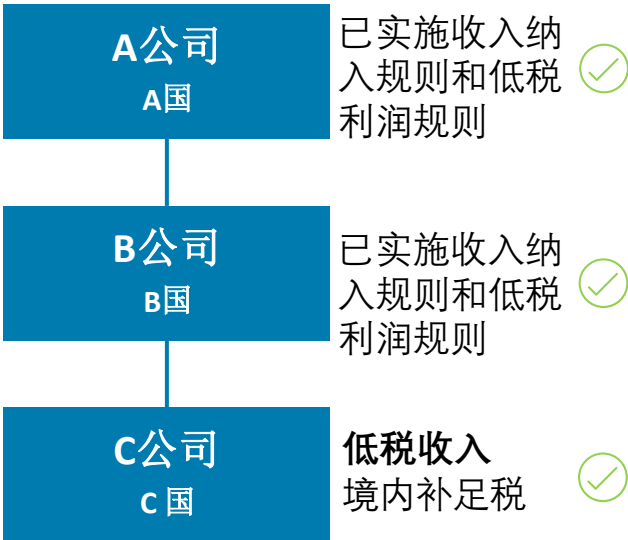 A公司
A国
已实施收入纳
入规则和低税
利润规则
B公司
B国
已实施收入纳
入规则和低税
利润规则
C公司
C 国
低税收入
境内补足税